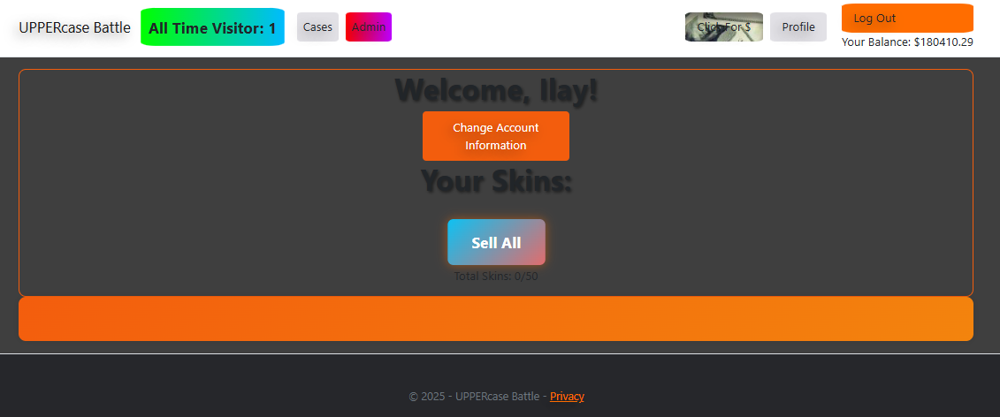 UPPERcase Battle
All Time Visitor: 1
Cases
Admin
Click For $
Profile
Log Out
Your Balance: $180410.29
Welcome, Ilay!
Change Account
Information
Your Skins:
Sell All
Total Skins: 0/50
© 2025 - UPPERcase Battle - Privacy